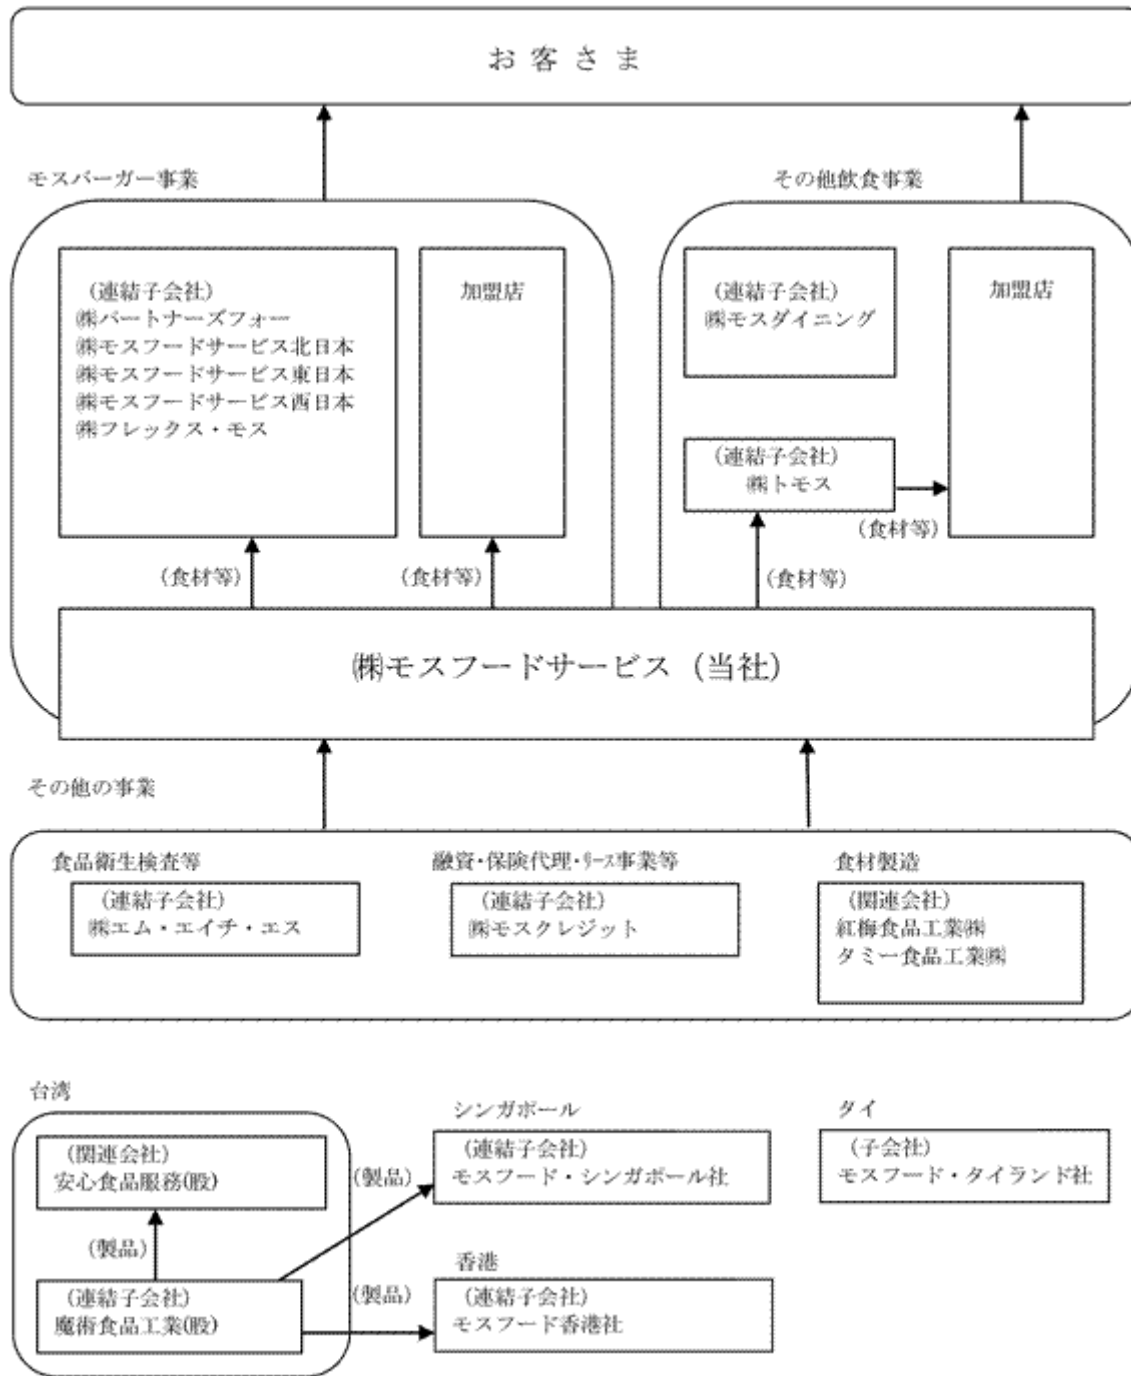 お客さま
モスバーガー事業
その他飲食事業
(連結子会社)
㈱パートナーズフォー
㈱モスフードサービス北日本
㈱モスフードサービス東日本
㈱モスフードサービス西日本
㈱フレックス・モス
加盟店
(連結子会社)
㈱モスダイニング
加盟店
(連結子会社)
㈱トモス
(食材等)
(食材等)
(食材等)
(食材等)
㈱モスフードサービス(当社)
その他の事業
食品衛生検査等
(連結子会社)
㈱エム・エイチ・エス
融資・保険代理・ﾘｰｽ事業等
(連結子会社)
㈱モスクレジット
食材製造
(関連会社)
紅梅食品工業㈱
タミー食品工業㈱
台湾
(関連会社)
安心食品服務(股)
(製品)
(連結子会社)
魔術食品工業(股)
(製品)
(製品)
シンガポール
(連結子会社)
モスフード・シンガポール社
香港
(連結子会社)
モスフード香港社
タイ
(子会社)
モスフード・タイランド社